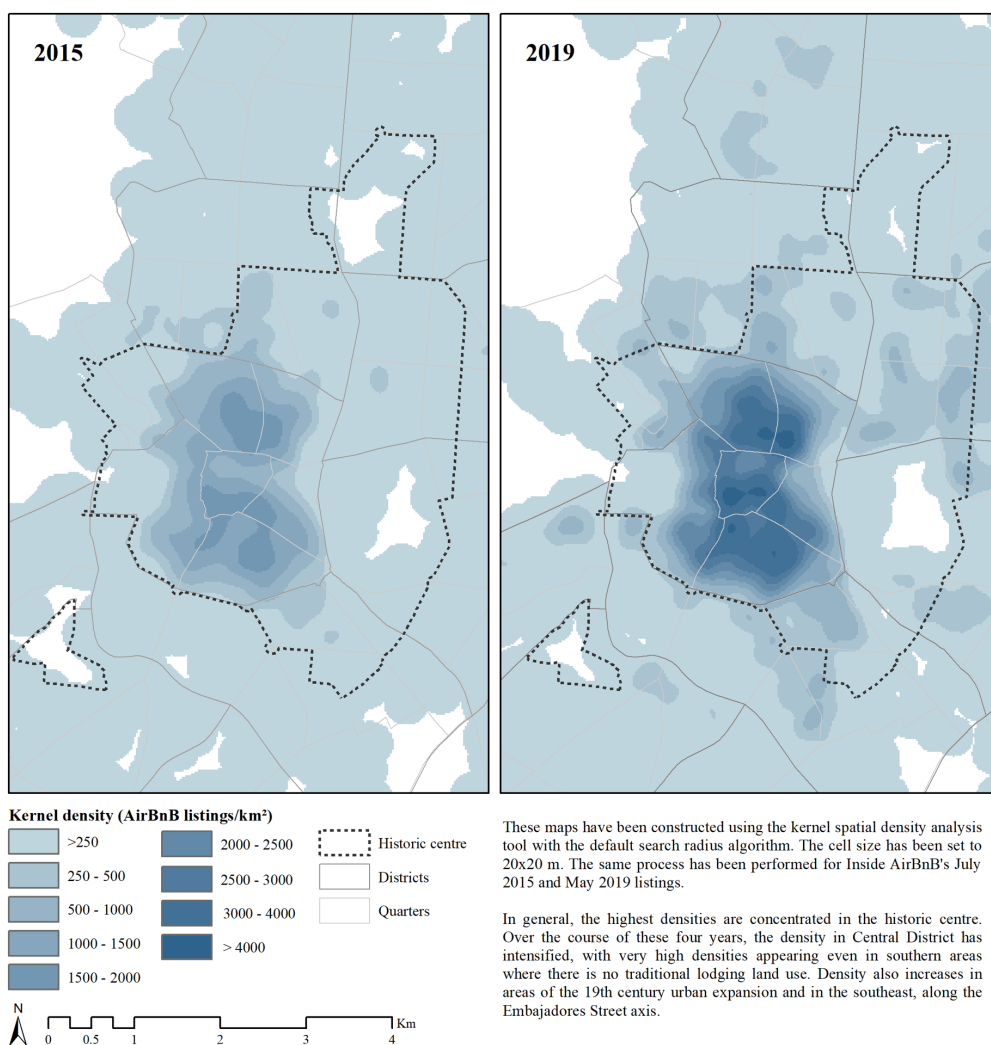 2015
2019
Kernel density (AirBnB listings/km²)
>250
250 - 500
500 - 1000
1000 - 1500
1500 - 2000
2000 - 2500
2500 - 3000
3000 - 4000
> 4000
Historic centre
Districts
Quarters
N
0 0.5 1 2 3 4
Km
These maps have been constructed using the kernel spatial density analysis
tool with the default search radius algorithm. The cell size has been set to
20x20 m. The same process has been performed for Inside AirBnB's July
2015 and May 2019 listings.
In general, the highest densities are concentrated in the historic centre.
Over the course of these four years, the density in Central District has
intensified, with very high densities appearing even in southern areas
where there is no traditional lodging land use. Density also increases in
areas of the 19th century urban expansion and in the southeast, along the
Embajadores Street axis.